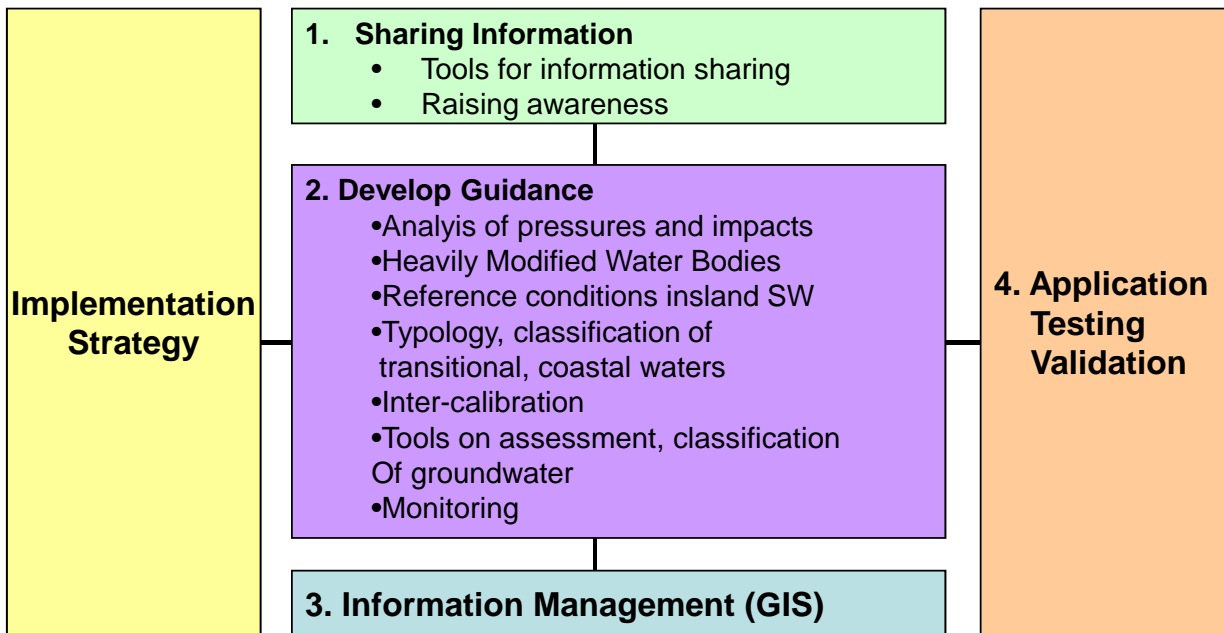 Implementation
Strategy
1. Sharing Information
• Tools for information sharing
• Raising awareness
2. Develop Guidance
•Analyis of pressures and impacts
•Heavily Modified Water Bodies
•Reference conditions insland SW
•Typology, classification of
transitional, coastal waters
•Inter-calibration
•Tools on assessment, classification
Of groundwater
•Monitoring
3. Information Management (GIS)
4. Application
Testing
Validation